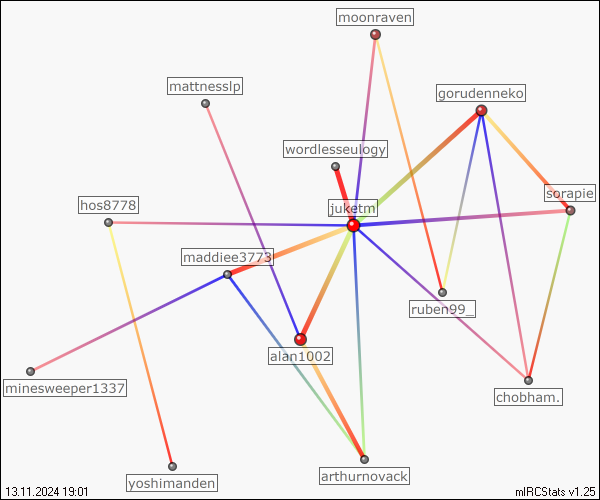 moonraven
mattnesslp
gorudenneko
wordlesseulogy
sorapie
hos8778
juketm
maddiee3773
ruben99_
alan1002
minesweeper1337
chobham.
arthurnovack
yoshimanden
13.11.2024 19:01
mIRCStats v1.25